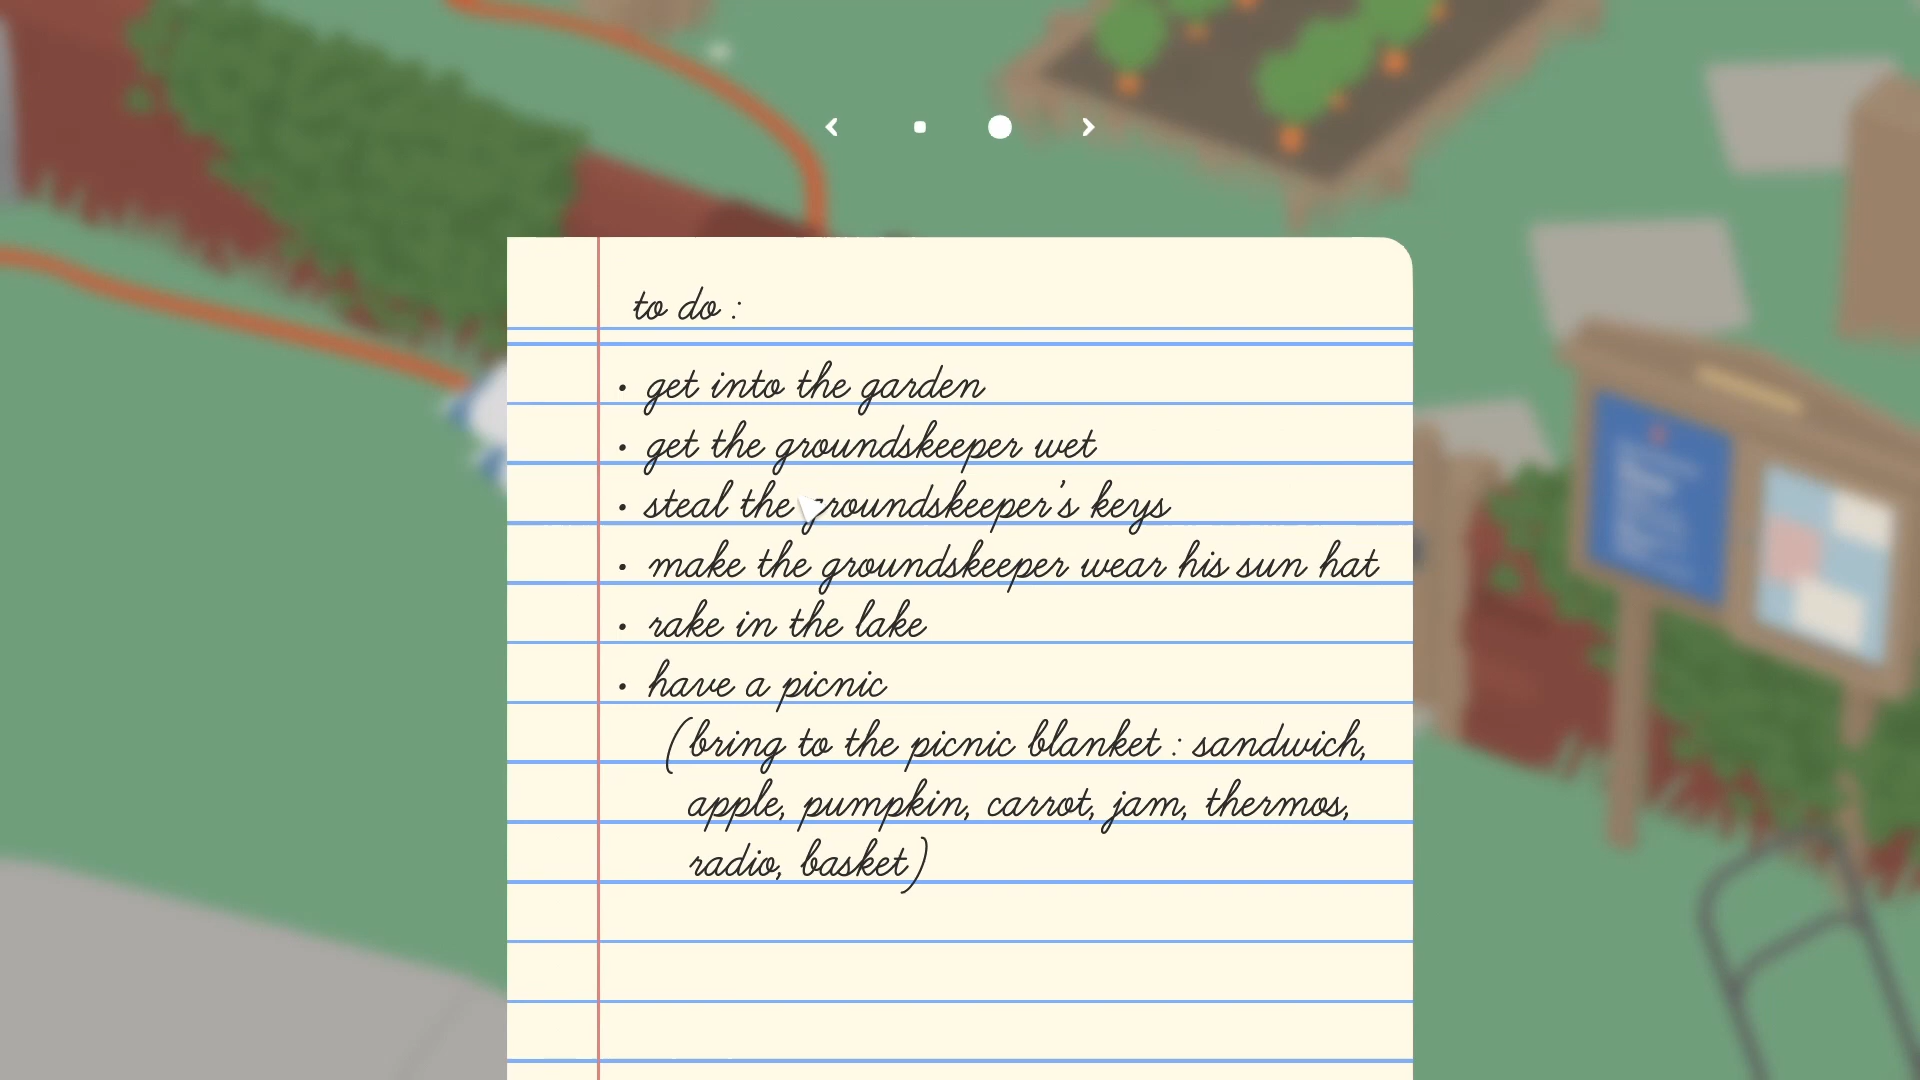 to do :
• get into the garden
• get the groundskeeper wet
• steal the groundskeeper's keys
• make the groundskeeper wear his sun hat
• rake in the lake
• have a picnic
(bring to the picnic blanket : sandwich,
apple, pumpkin, carrot, jam, thermos,
radio, basket)